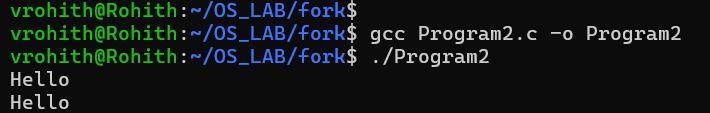 vrohith@Rohith:~/OS_LAB/fork$
vrohith@Rohith:~/OS_LAB/fork$ gcc Program2.c -o Program2
vrohith@Rohith:~/OS_LAB/fork$ ./Program2
Hello
Hello